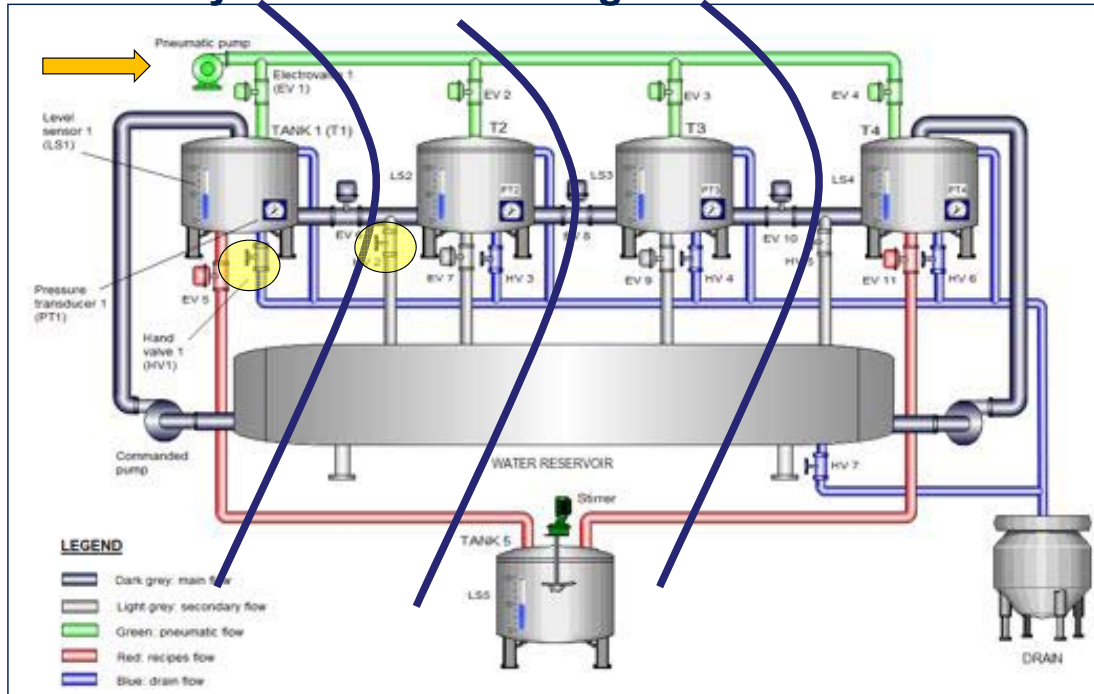 Pneumatic pump
Electrovalve 1
(EV 1)
EV 2
EV 3
EV 4
Level
sensor 1
(LS1)
TANK 1 (T1)
T2
T3
T4
LS2
LS3
LS4
PT2
PT3
PT4
EV 8
EV 10
EV 5
EV 7
HV 3
EV 9
HV 4
EV 11
HV 6
Pressure
transducer 1
(PT1)
Hand
valve 1
(HV1)
Commanded
pump
WATER RESERVOIR
HV 7
Stirrer
TANK 5
LS5
LEGEND
Dark grey: main flow
Light grey: secondary flow
Green: pneumatic flow
Red: recipes flow
Blue: drain flow
DRAIN